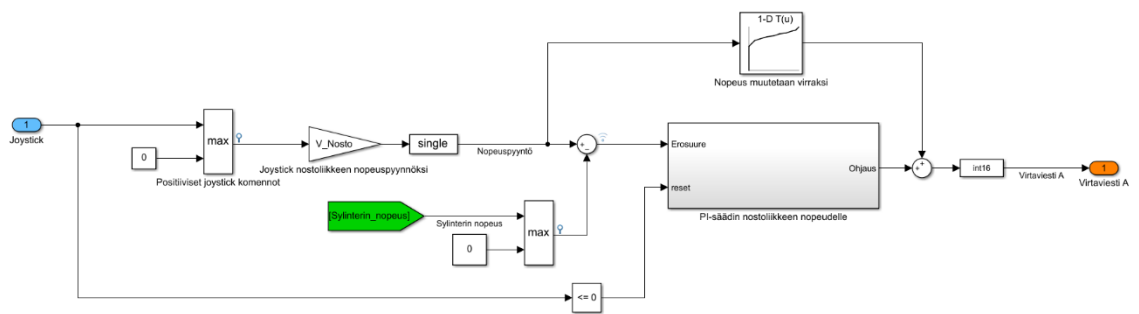 1-D T(u)
Nopeus muutetaan virraksi
1
Joystick
0
max
Positiiviset joystick komennot
V_Nosto
Joystick nostoliikkeen nopeuspyynnöksi
single
Nopeuspyyntö
+
-
[Sylinterin_nopeus]
Sylinterin nopeus
0
max
<= 0
Erosuure
reset
Ohjaus
PI-säädin nostoliikkeen nopeudelle
+
+
int16
Virtaviesti A
1
Virtaviesti A